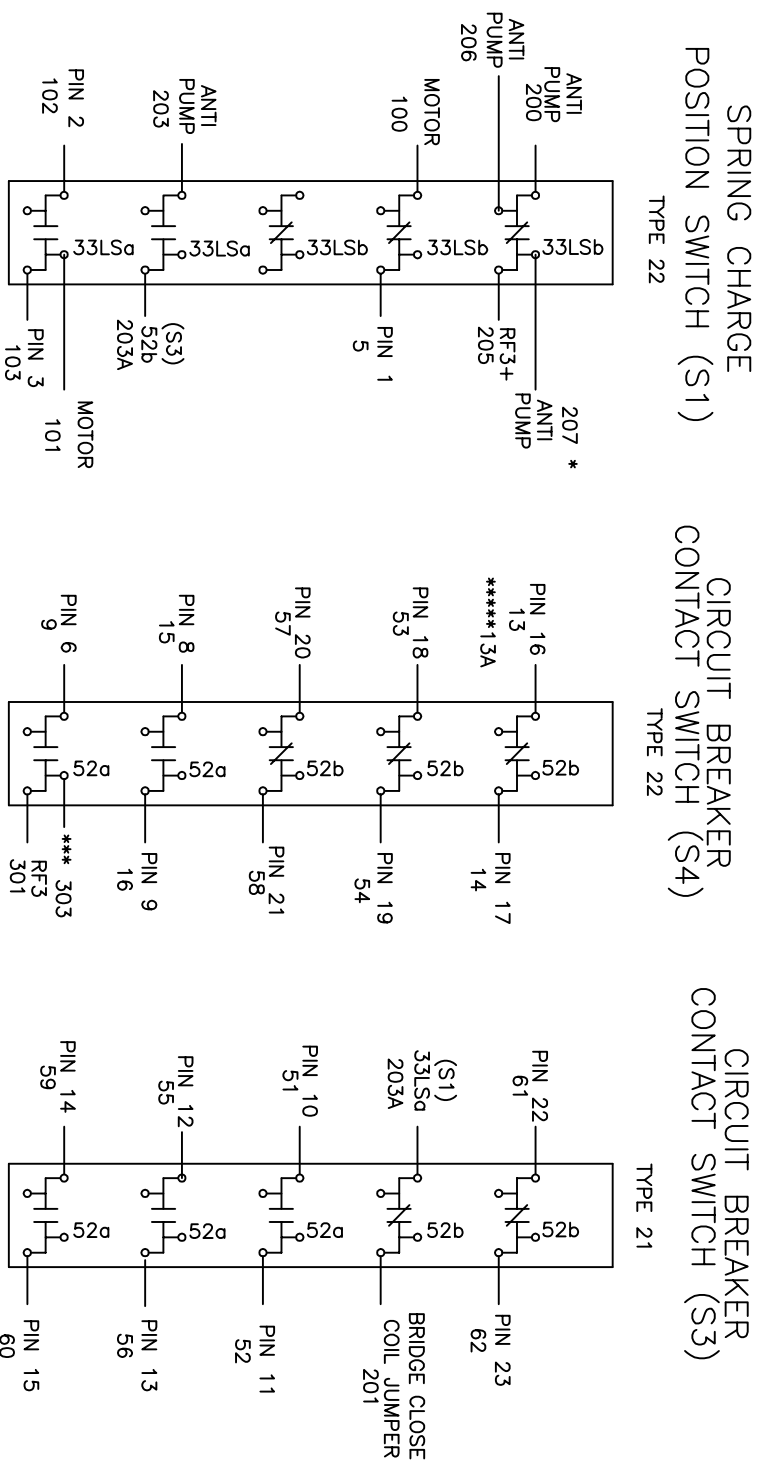 SPRING CHARGE
POSITION SWITCH (S1)
TYPE 22
ANTI
PUMP
206
ANTI
PUMP
200
33LSb
207 *
ANTI
PUMP
RF3+
205
MOTOR
100
33LSb
PIN 1
5
33LSb
ANTI
PUMP
203
33LSa
(S3)
52b
203A
PIN 2
102
33LSa
MOTOR
101
PIN 3
103
CIRCUIT BREAKER
CONTACT SWITCH (S4)
TYPE 22
PIN 16
13
*****13A
52b
PIN 17
14
PIN 18
53
52b
PIN 19
54
PIN 20
57
52b
PIN 21
58
PIN 8
15
52a
PIN 9
16
PIN 6
9
52a
*** 303
RF3
301
CIRCUIT BREAKER
CONTACT SWITCH (S3)
TYPE 21
PIN 22
61
52b
PIN 23
62
(S1)
33LSa
203A
52b
BRIDGE CLOSE
COIL JUMPER
201
PIN 10
51
52a
PIN 11
52
PIN 12
55
52a
PIN 13
56
PIN 14
59
52a
PIN 15
60